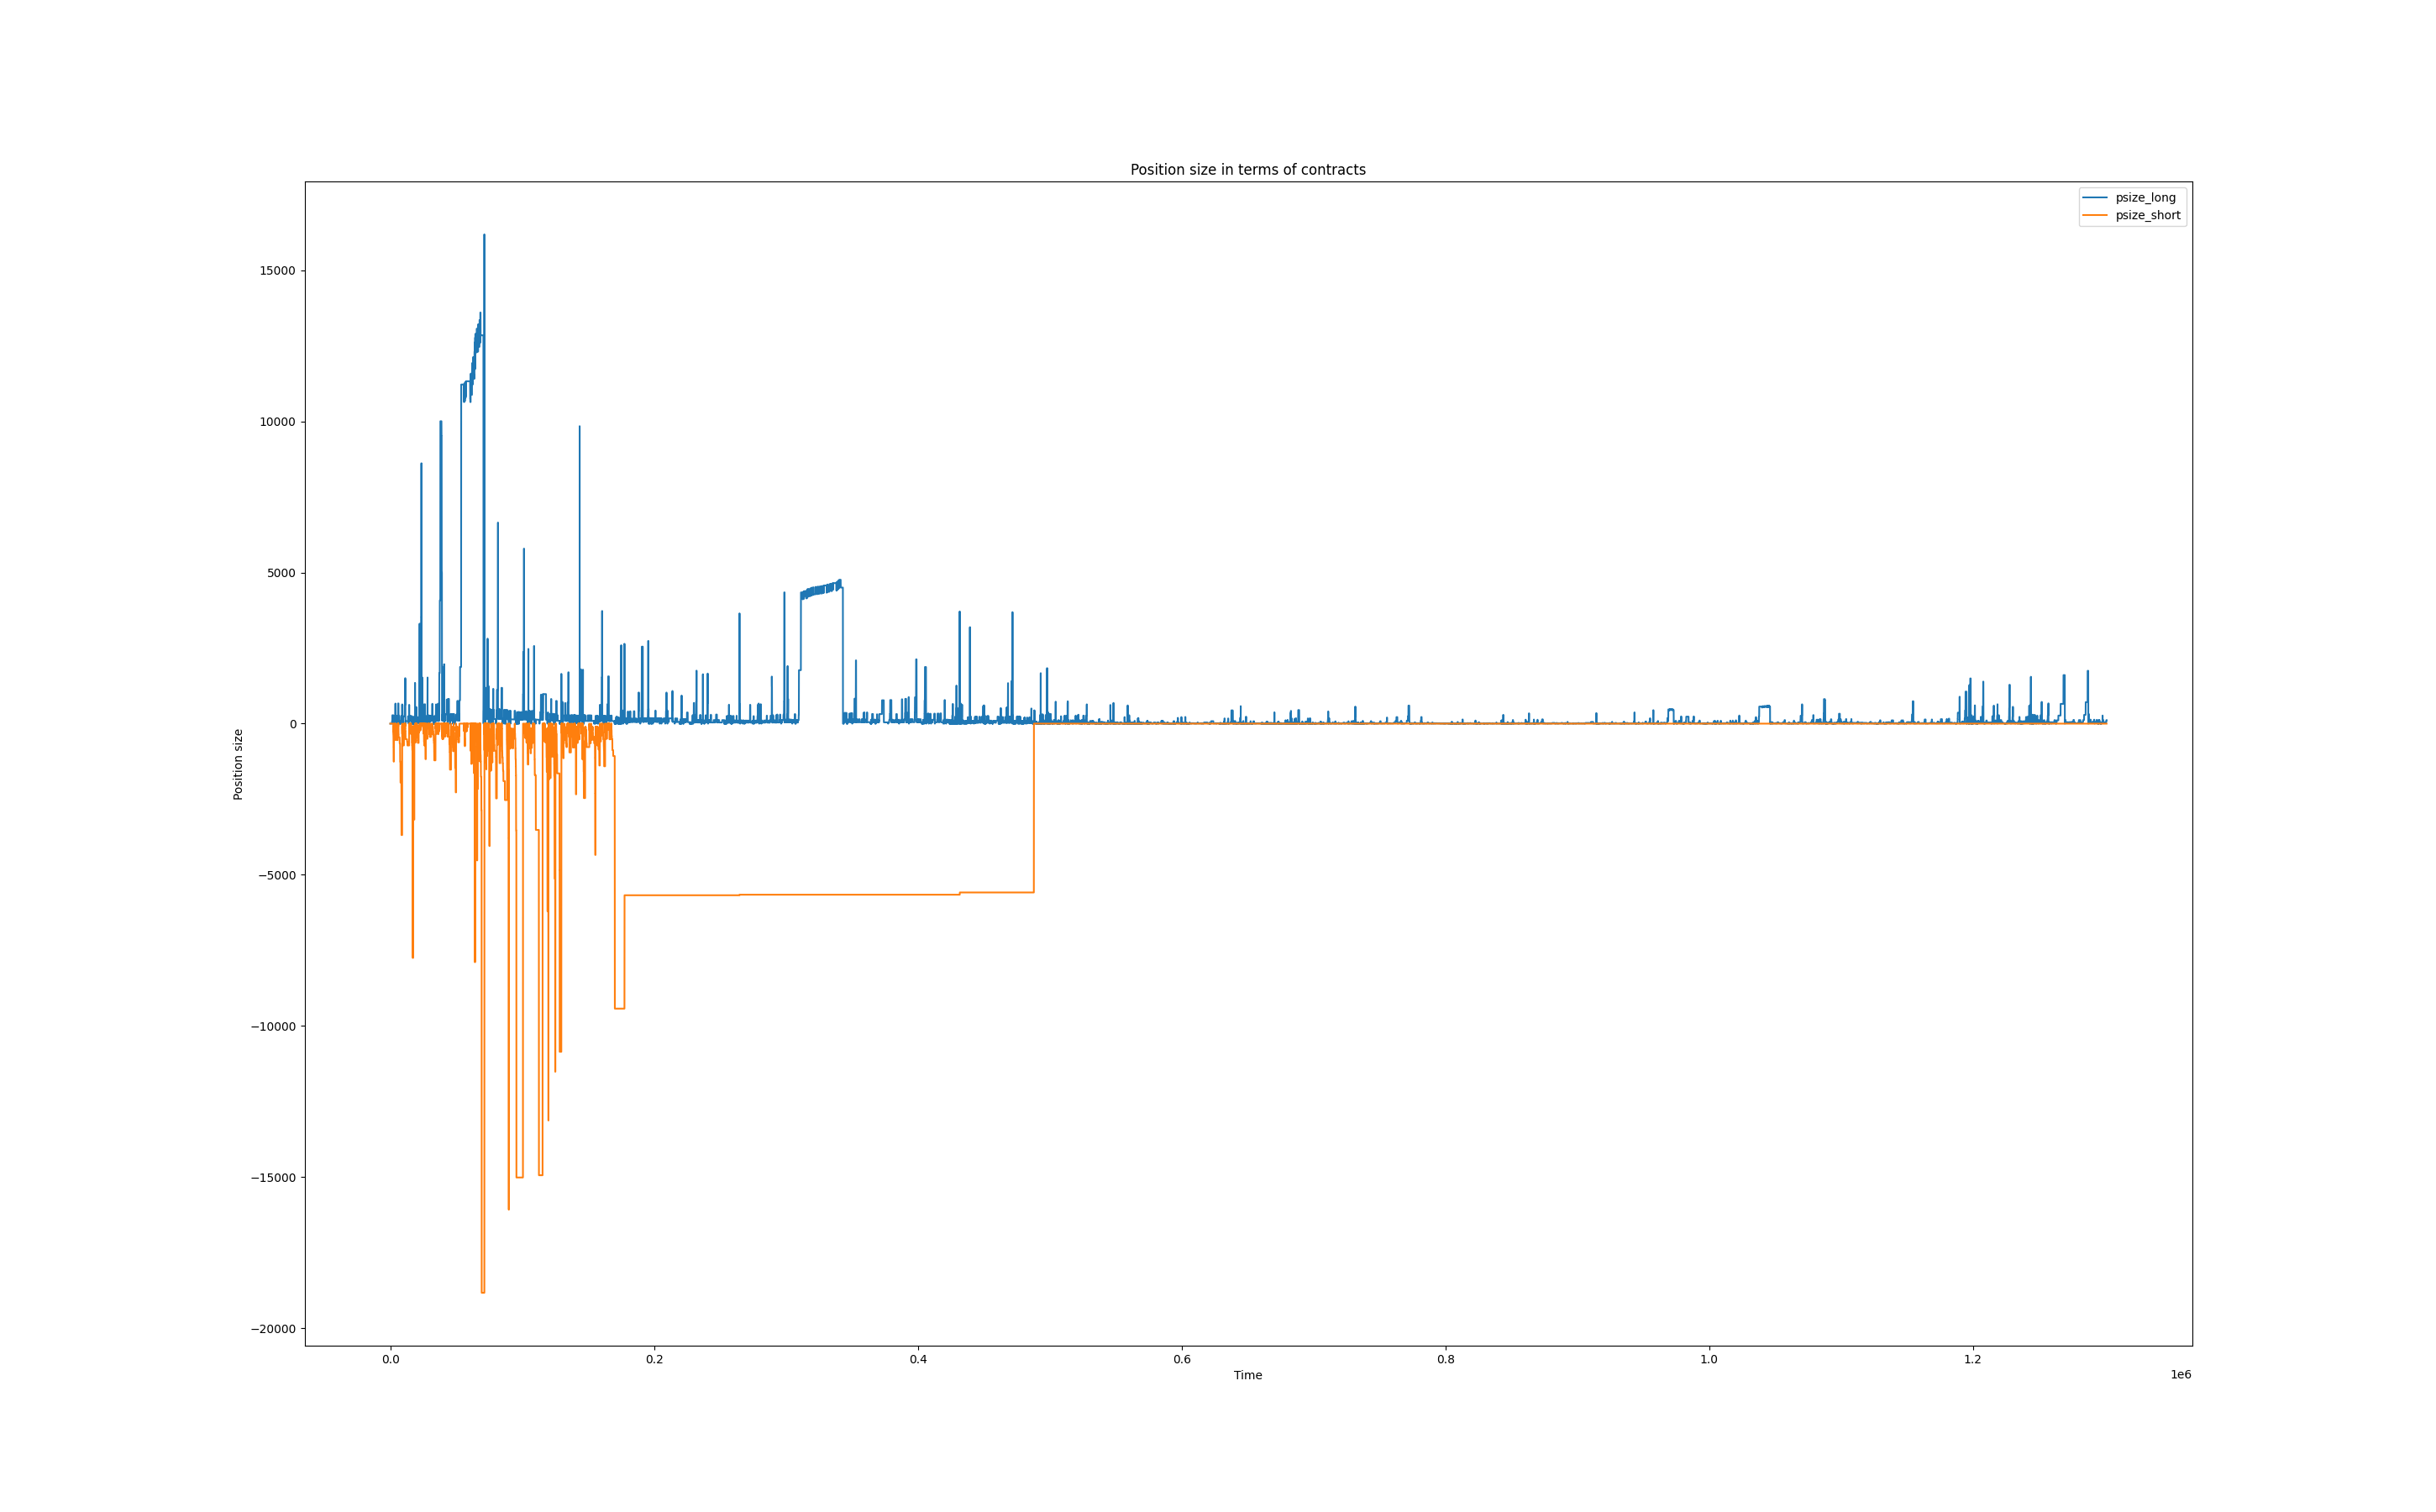 Position size in terms of contracts
psize_long
psize_short
15000
10000
5000
0
−5000
−10000
−15000
−20000
Position size
0.0
0.2
0.4
0.6
0.8
1.0
1.2
Time
1e6